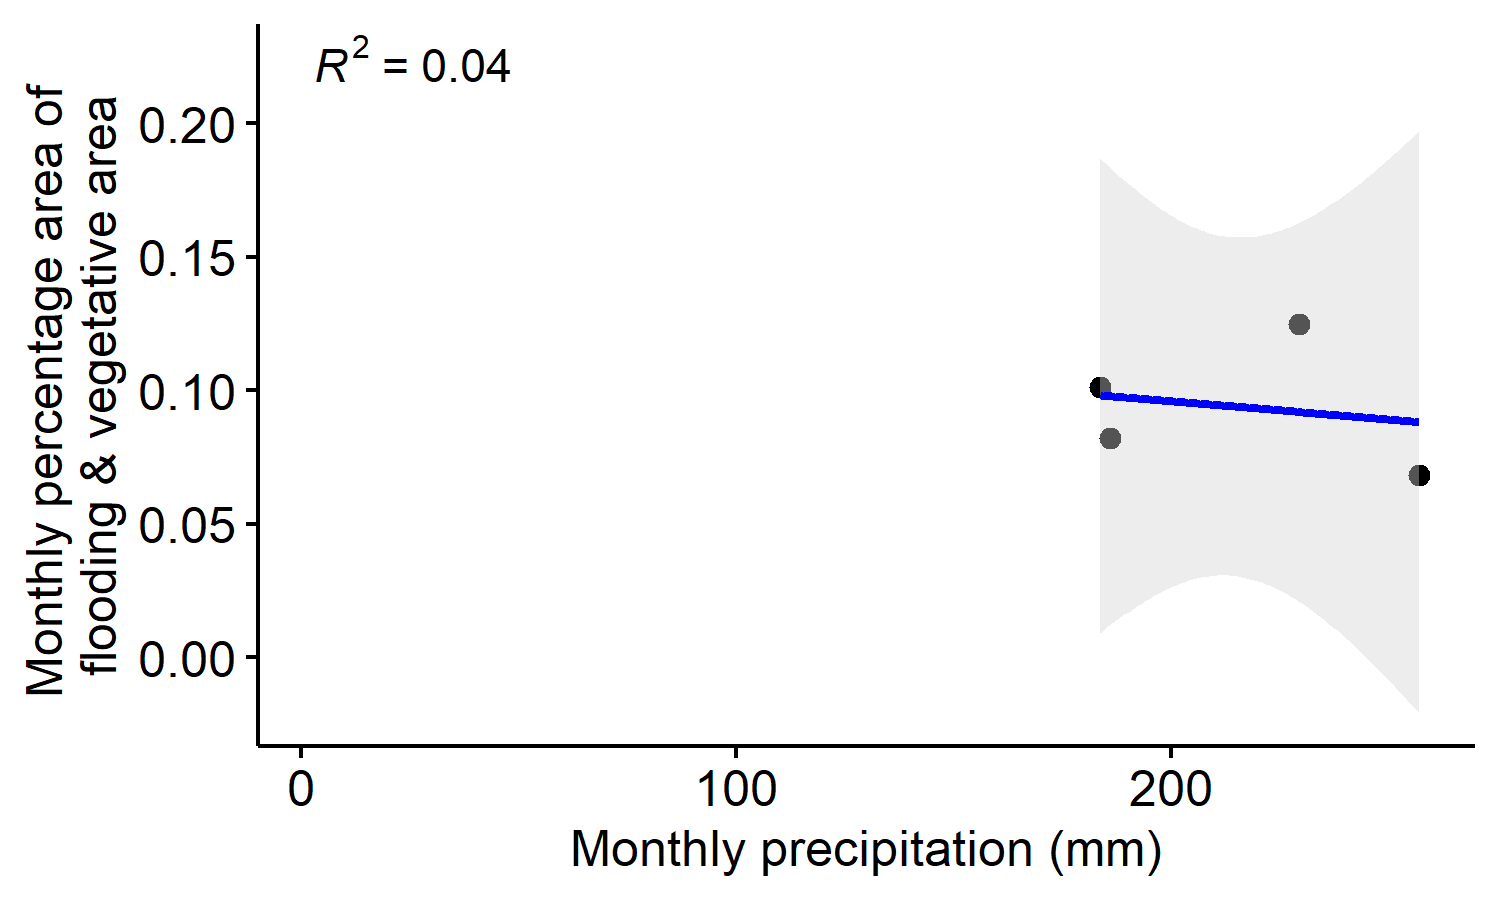 R² = 0.04
Monthly percentage area of
flooding & vegetative area
0.20
0.15
0.10
0.05
0.00
0 100 200
Monthly precipitation (mm)